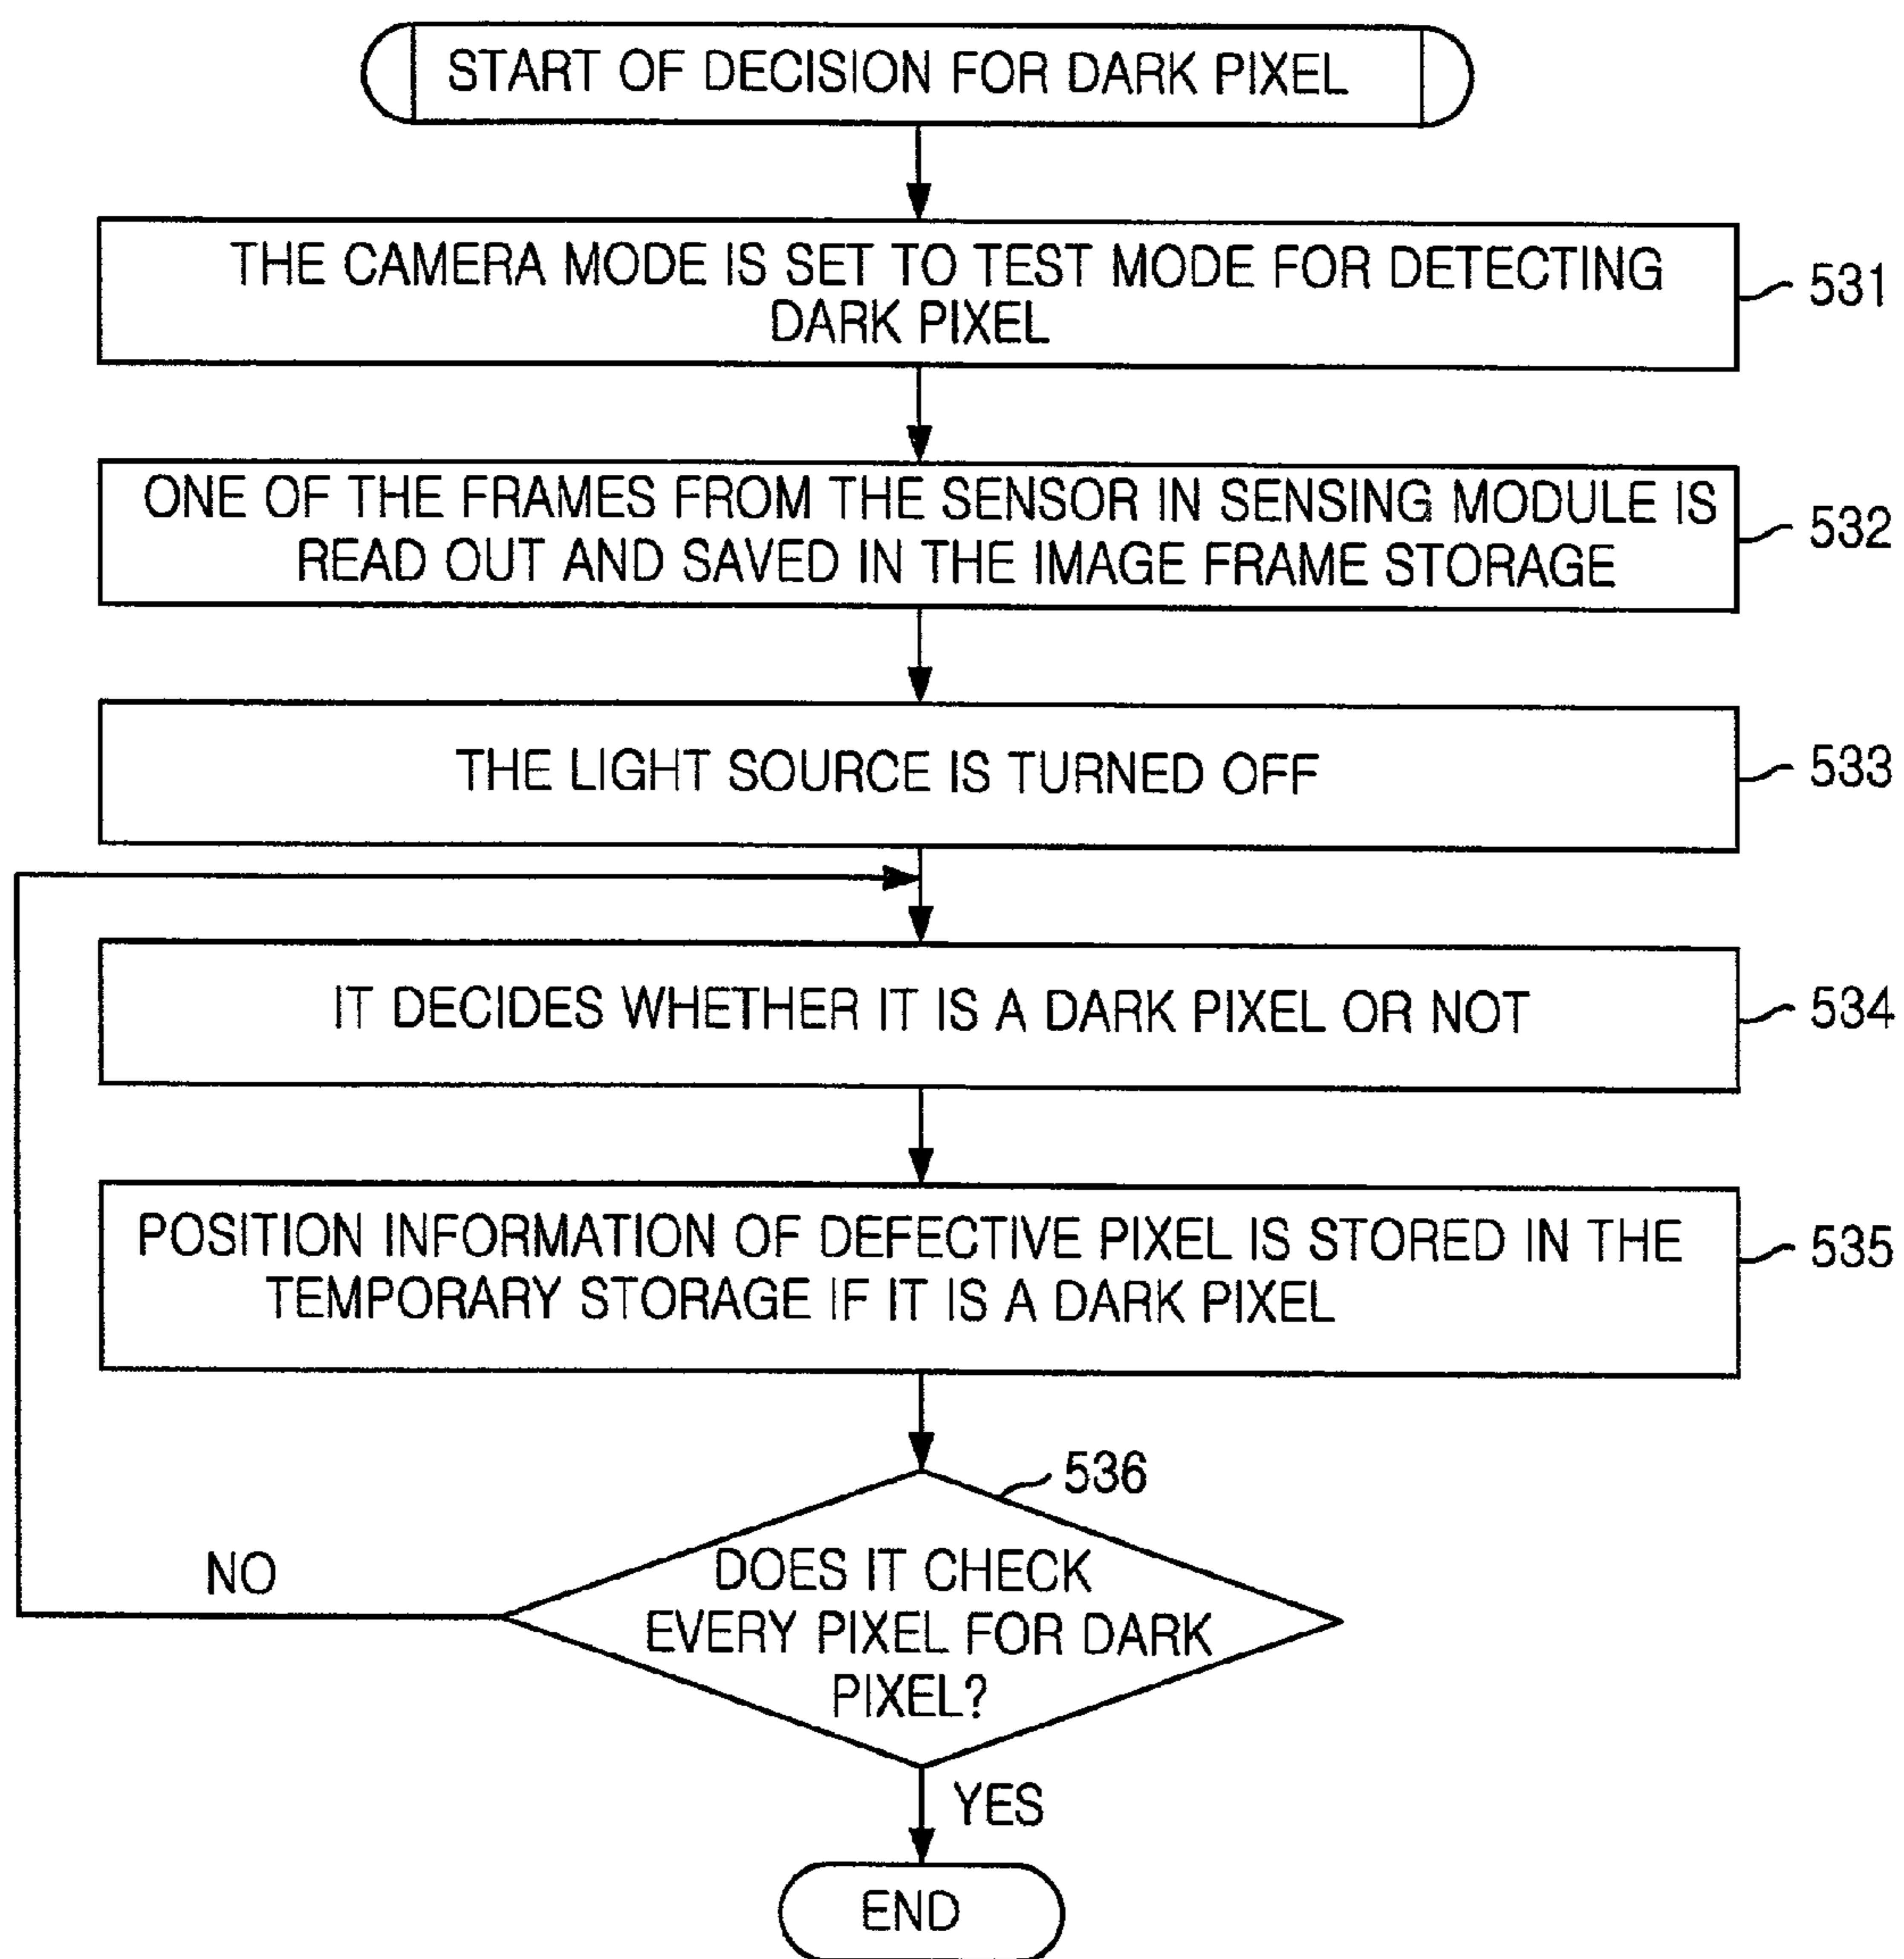 START OF DECISION FOR DARK PIXEL
THE CAMERA MODE IS SET TO TEST MODE FOR DETECTING
DARK PIXEL
531
ONE OF THE FRAMES FROM THE SENSOR IN SENSING MODULE IS
READ OUT AND SAVED IN THE IMAGE FRAME STORAGE
532
THE LIGHT SOURCE IS TURNED OFF
533
IT DECIDES WHETHER IT IS A DARK PIXEL OR NOT
534
POSITION INFORMATION OF DEFECTIVE PIXEL IS STORED IN THE
TEMPORARY STORAGE IF IT IS A DARK PIXEL
535
536
DOES IT CHECK
EVERY PIXEL FOR DARK
PIXEL?
NO
YES
END